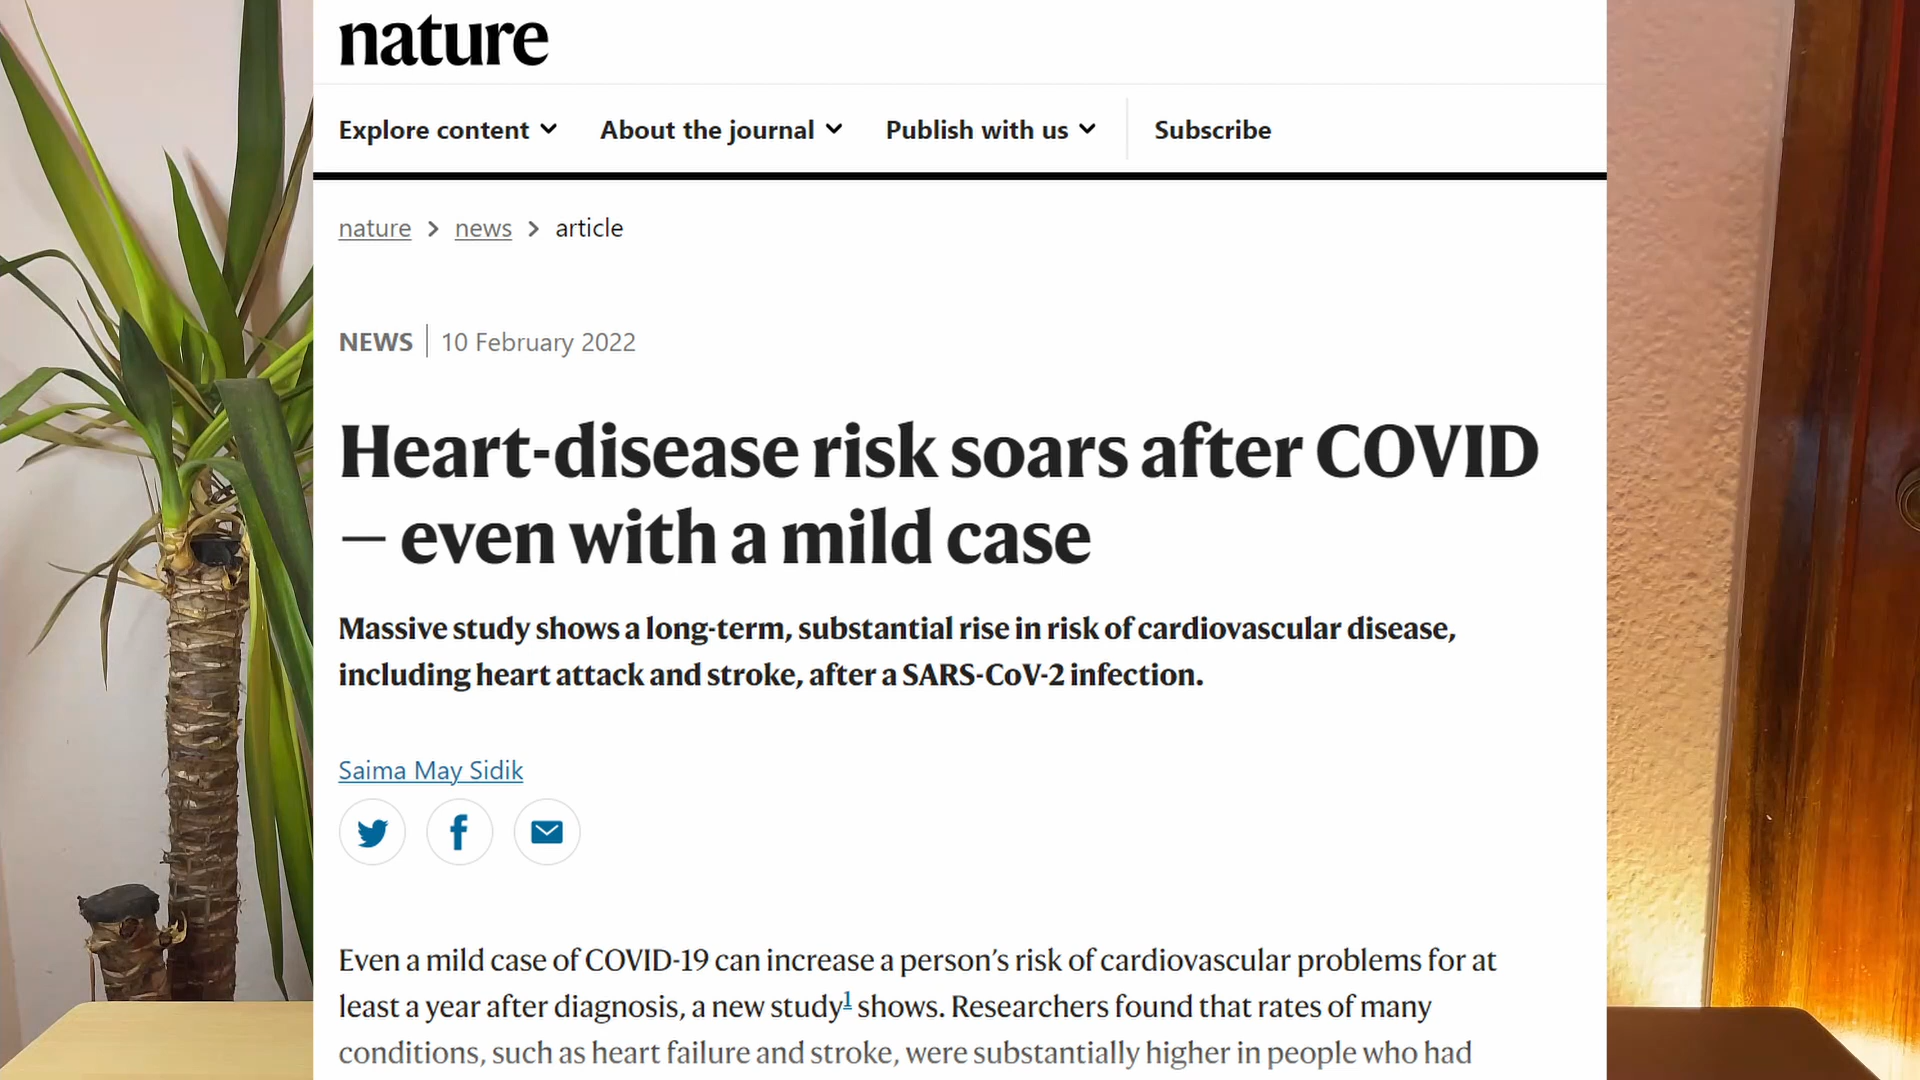 nature
Explore content About the journal Publish with us Subscribe
nature > news > article
NEWS | 10 February 2022
Heart-disease risk soars after COVID
— even with a mild case
Massive study shows a long-term, substantial rise in risk of cardiovascular disease,
including heart attack and stroke, after a SARS-CoV-2 infection.
Saima May Sidik
Even a mild case of COVID-19 can increase a person’s risk of cardiovascular problems for at
least a year after diagnosis, a new study1 shows. Researchers found that rates of many
conditions, such as heart failure and stroke, were substantially higher in people who had